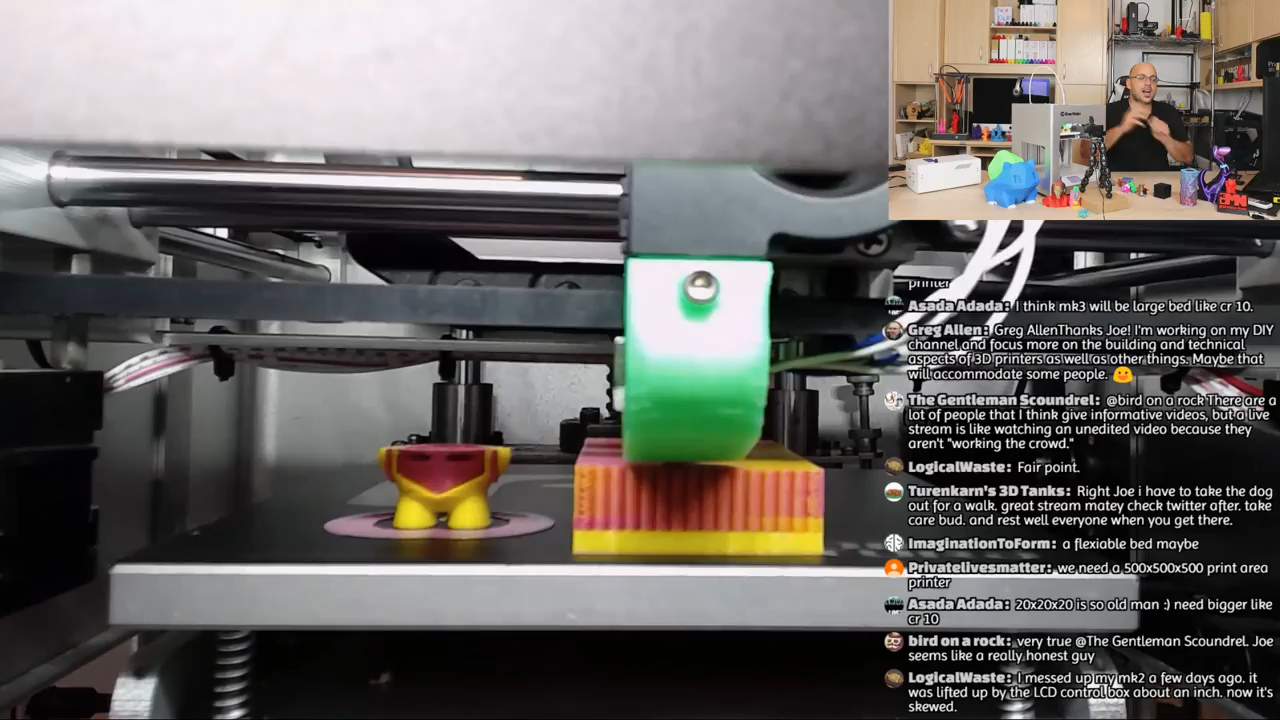 printer
Asada Adada: I think mk3 will be large bed like cr 10.
Greg Allen: Greg AllenThanks Joe! I'm working on my DIY
channel and focus more on the building and technical
aspects of 3D printers as well as other things. Maybe that
will accommodate some people.
The Gentleman Scoundrel: @bird on a rock There are a
lot of people that I think give informative videos, but a live
stream is like watching an unedited video because they
aren't "working the crowd."
LogicalWaste: Fair point.
Turenkarn's 3D Tanks: Right Joe i have to take the dog
out for a walk. great stream matey check twitter after. take
care bud. and rest well everyone when you get there.
ImaginationToForm: a flexiable bed maybe
Privatelivesmatter: we need a 500x500x500 print area
printer
Asada Adada: 20x20x20 is so old man :) need bigger like
cr 10
bird on a rock: very true @The Gentleman Scoundrel. Joe
seems like a really honest guy
LogicalWaste: I messed up my mk2 a few days ago. it
was lifted up by the LCD control box about an inch. now it's
skewed.